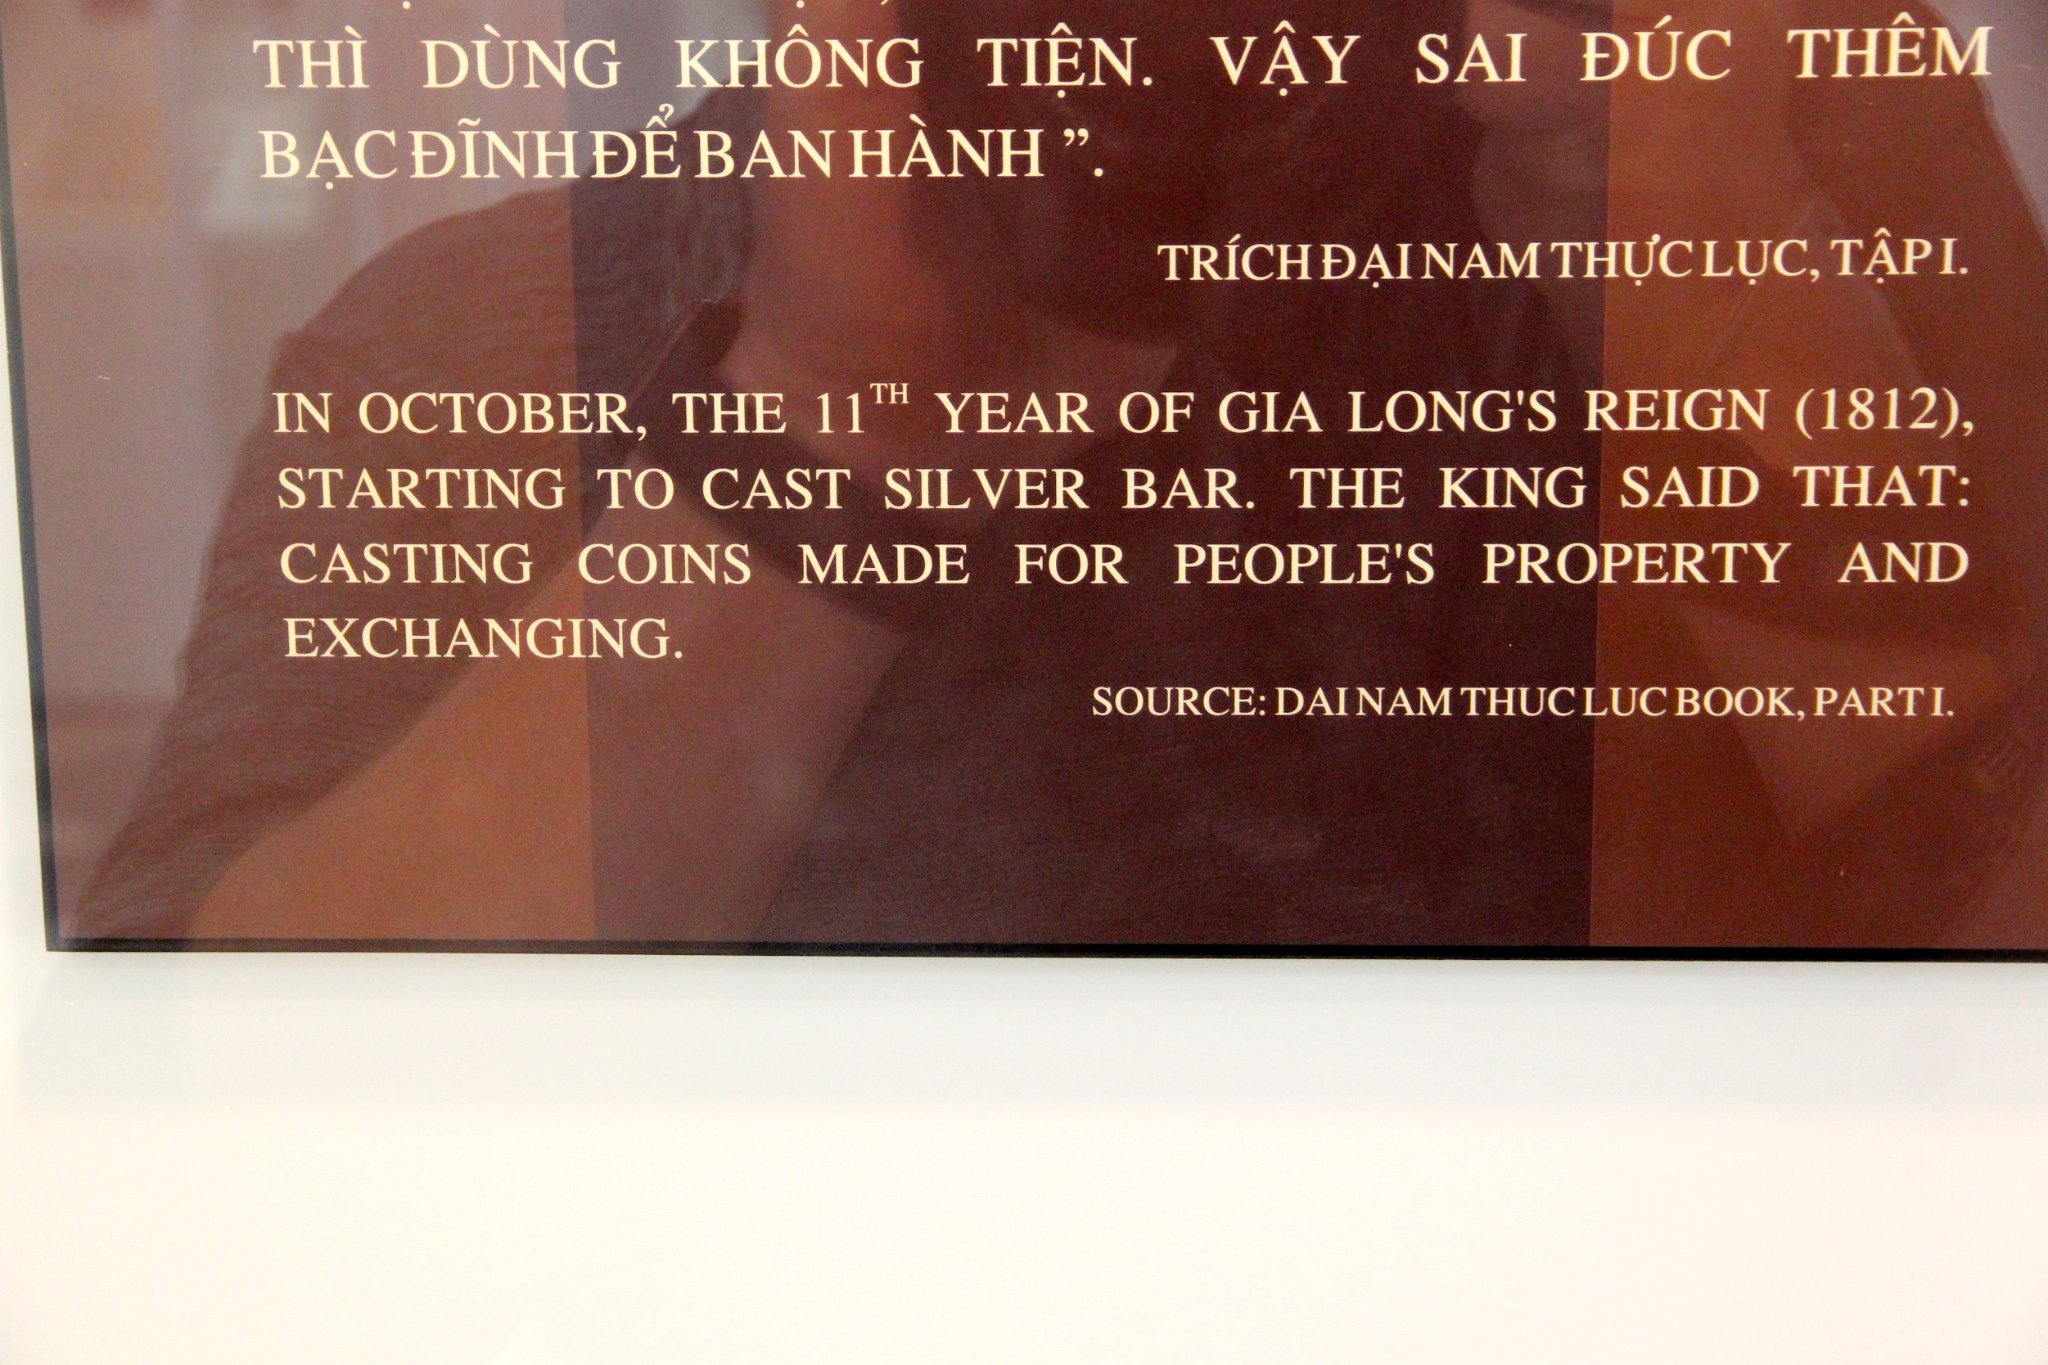 THÌ DÙNG KHÔNG TIỆN. VẬY SAI ĐÚC THÊM
BẠC ĐĨNH ĐỂ BAN HÀNH ”.
TRÍCH ĐẠI NAM THỰC LỤC, TẬP I.
IN OCTOBER, THE 11TH YEAR OF GIA LONG'S REIGN (1812),
STARTING TO CAST SILVER BAR. THE KING SAID THAT:
CASTING COINS MADE FOR PEOPLE'S PROPERTY AND
EXCHANGING.
SOURCE: DAI NAM THUC LUC BOOK, PART I.